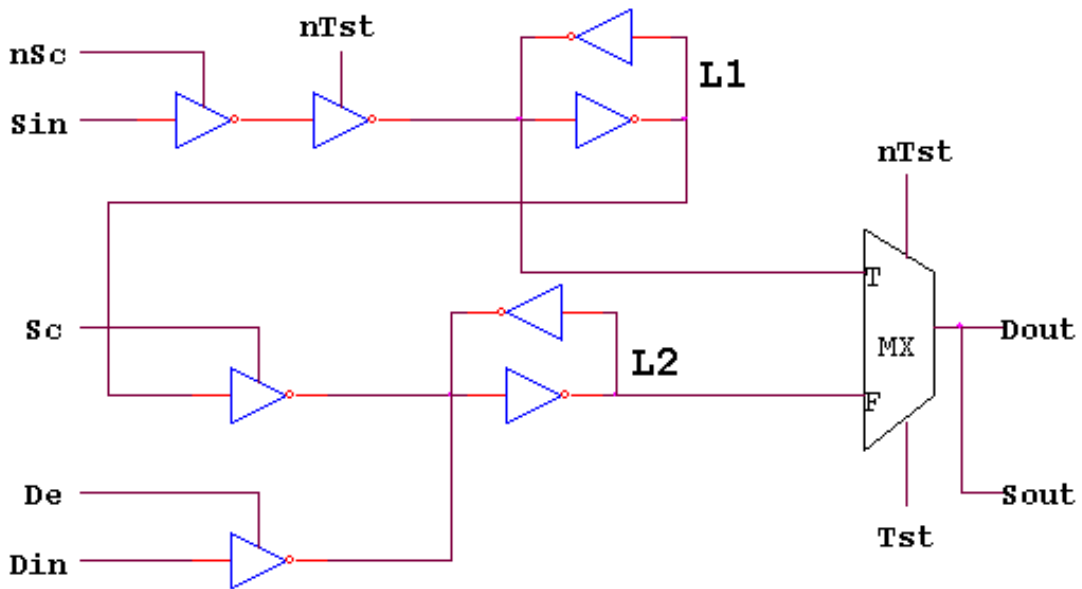 nTst
nSc
L1
Sin
nTst
T
Sc
Dout
MX
L2
F
De
Sout
Tst
Din